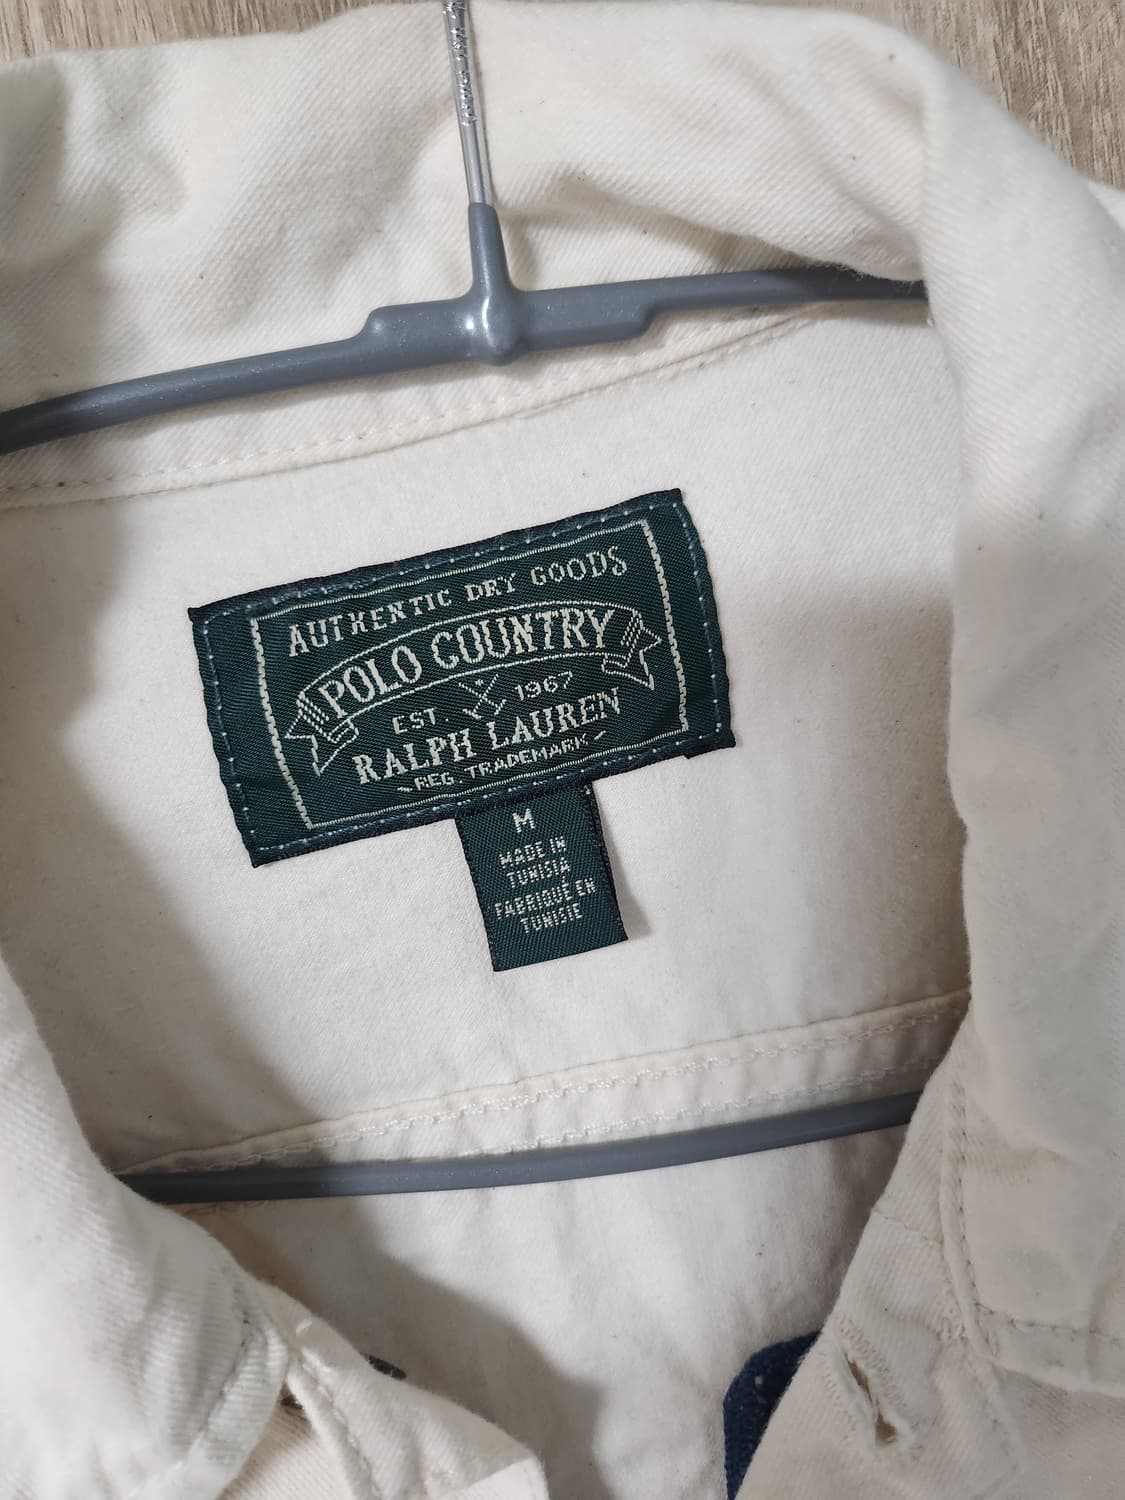 AUTHENTIC DRY GOODS
POLO COUNTRY
EST. 1967
RALPH LAUREN
-REG. TRADEMARK-
M
MADE IN
TUNISIA
FABRIQUÉ EN
TUNISIE